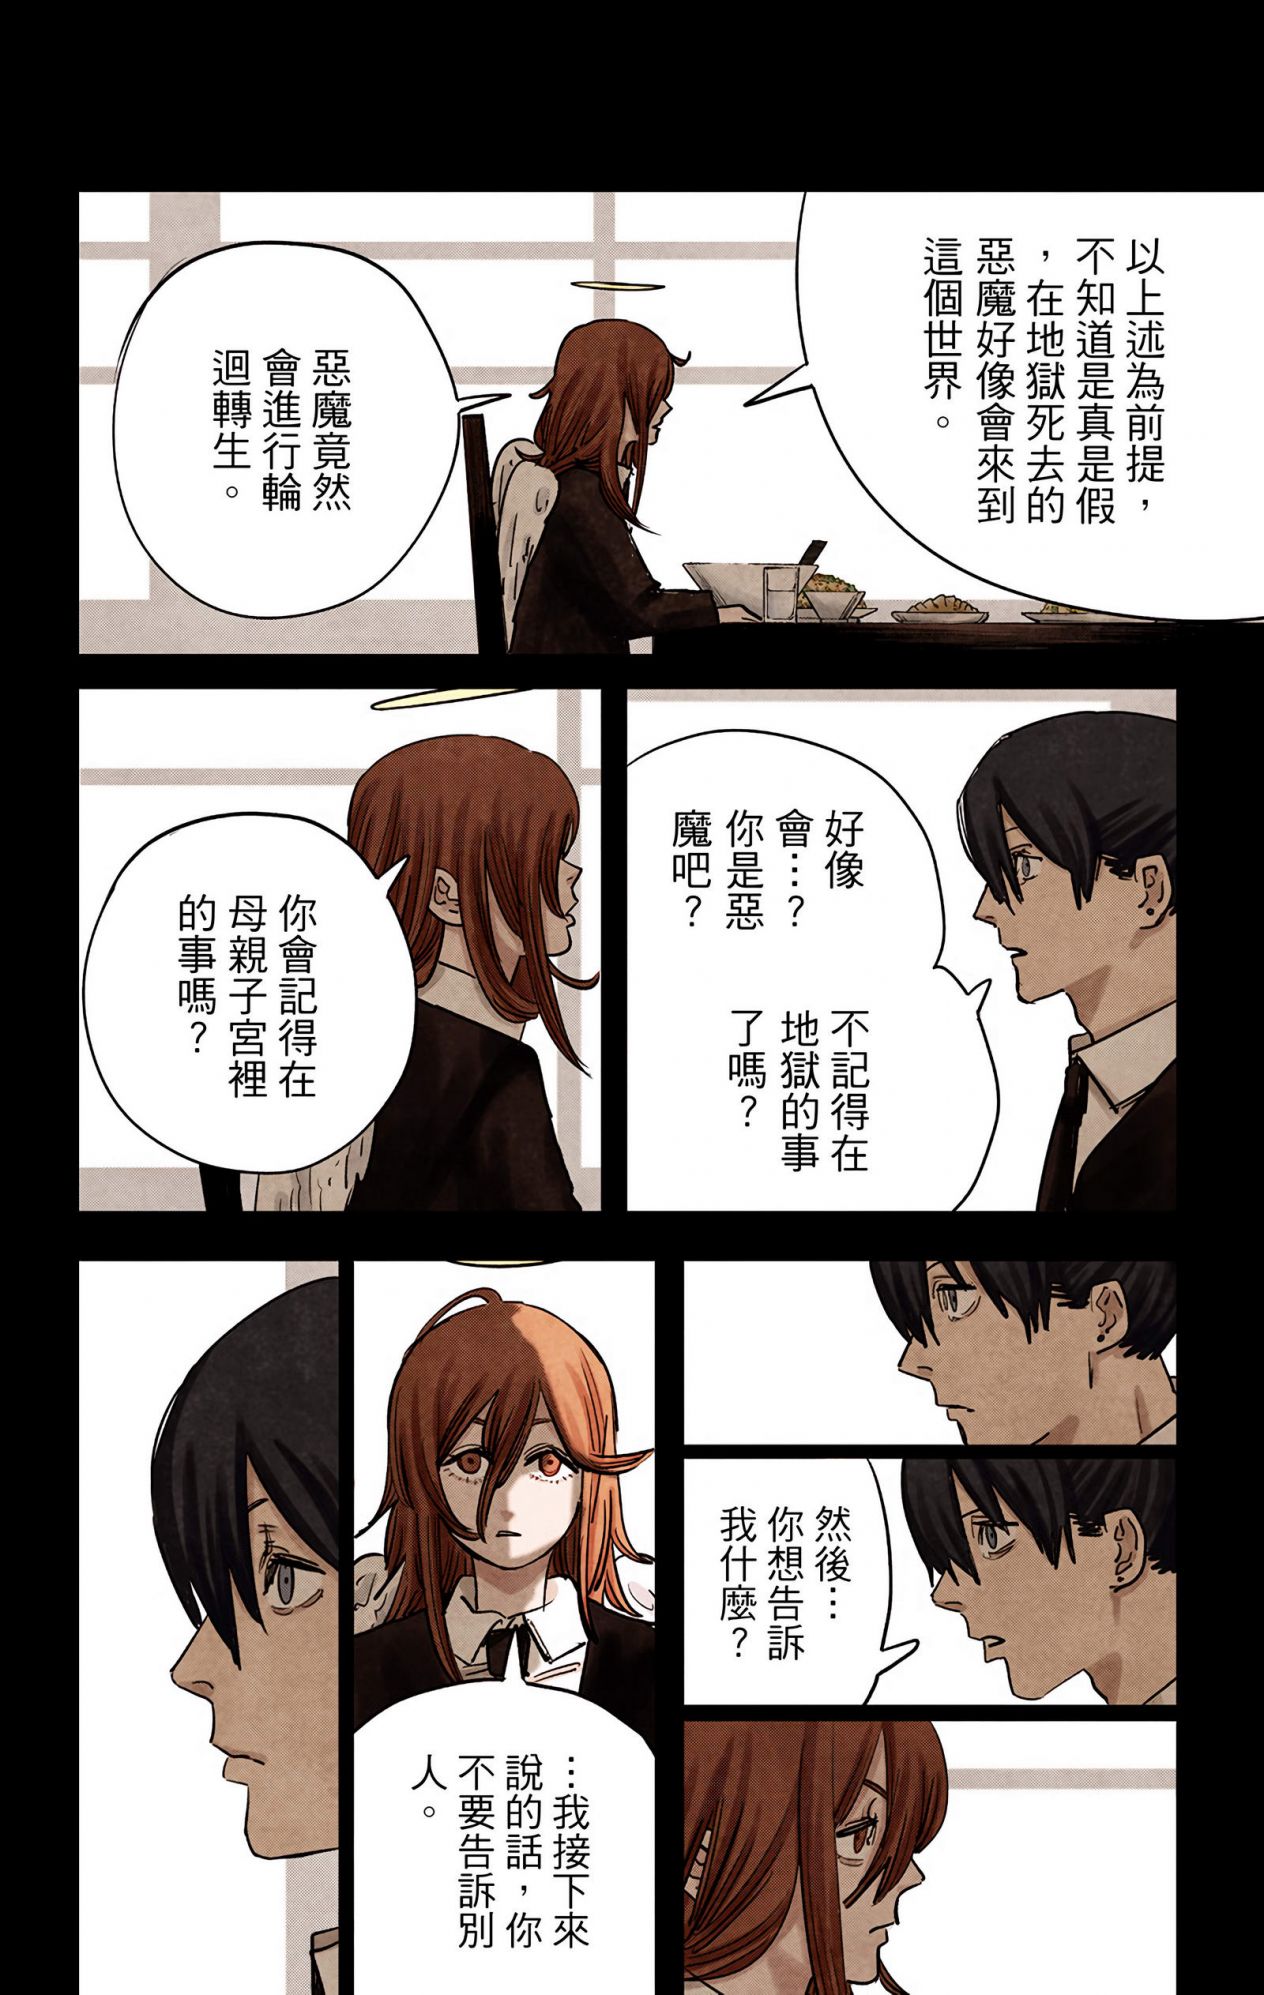 以上述為前提，
不知道是真是假
，在地獄死去的
惡魔好像會來到
這個世界。
惡魔竟然
會進行輪
迴轉生。
好像
會…？
你是惡
魔吧？
不記得在
地獄的事
了嗎？
你會記得在
母親子宮裡
的事嗎？
然後…
你想告訴
我什麼？
…我接下來
說的話，你
不要告訴別
人。